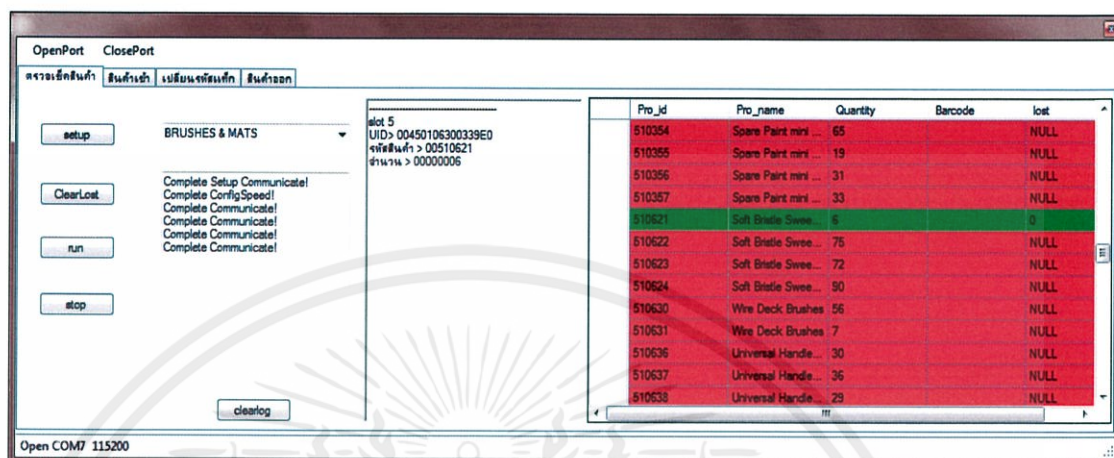 OpenPort ClosePort
ตรวจเช็คสินค้า สินค้าเข้า เปลี่ยนรหัสแท็ก สินค้าออก
setup
ClearLost
run
stop
BRUSHES & MATS
Complete Setup Communicate!
Complete ConfigSpeed!
Complete Communicate!
Complete Communicate!
Complete Communicate!
Complete Communicate!
clearlog
slot 5
UID> 00450106300339E0
รหัสสินค้า > 00510621
จำนวน > 00000006
Pro_id Pro_name Quantity Barcode lost
510354 Spare Paint mini ... 65 NULL
510355 Spare Paint mini ... 19 NULL
510356 Spare Paint mini ... 31 NULL
510357 Spare Paint mini ... 33 NULL
510621 Soft Bristle Swee... 6 0
510622 Soft Bristle Swee... 75 NULL
510623 Soft Bristle Swee... 72 NULL
510624 Soft Bristle Swee... 90 NULL
510630 Wire Deck Brushes 56 NULL
510631 Wire Deck Brushes 7 NULL
510636 Universal Handle... 30 NULL
510637 Universal Handle... 36 NULL
510638 Universal Handle... 29 NULL
Open COM7 115200